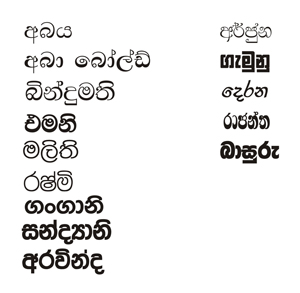 අබය
අබා බෝල්ඩ්
බින්දුමතී
එමනි
මලිති
රෂ්මි
ගංගානි
සන්ද්‍යානි
අරවින්ද
අර්ජුන
ගැමුනු
දෙරන
රාජන්ත
බාසුරු